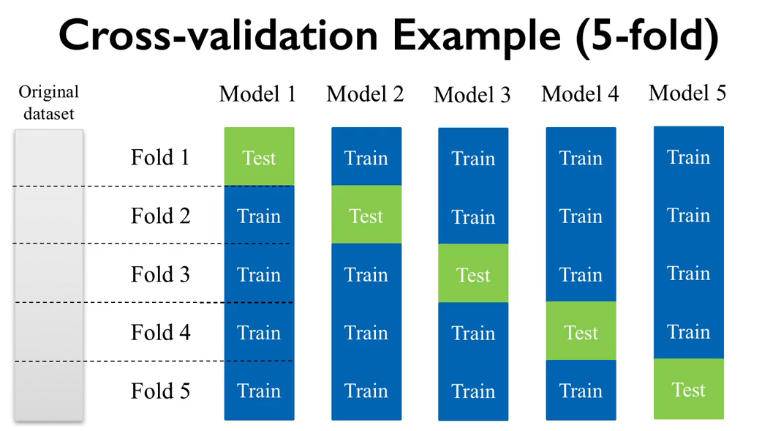 Cross-validation Example (5-fold)
Original
dataset
Model 1 Model 2 Model 3 Model 4 Model 5
Fold 1 Test Train Train Train Train
Fold 2 Train Test Train Train Train
Fold 3 Train Train Test Train Train
Fold 4 Train Train Train Test Train
Fold 5 Train Train Train Train Test